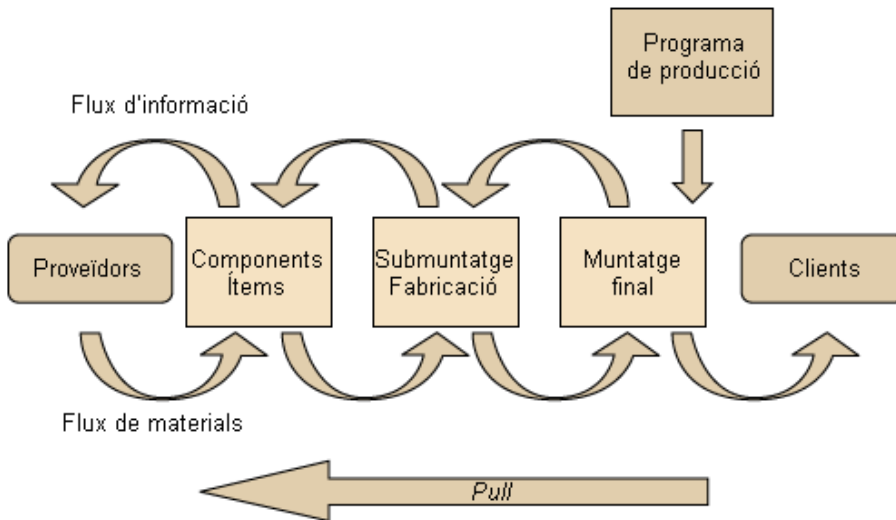 Programa
de producció
Flux d'informació
Proveïdors
Components
Ítems
Submuntatge
Fabricació
Muntatge
final
Clients
Flux de materials
Pull